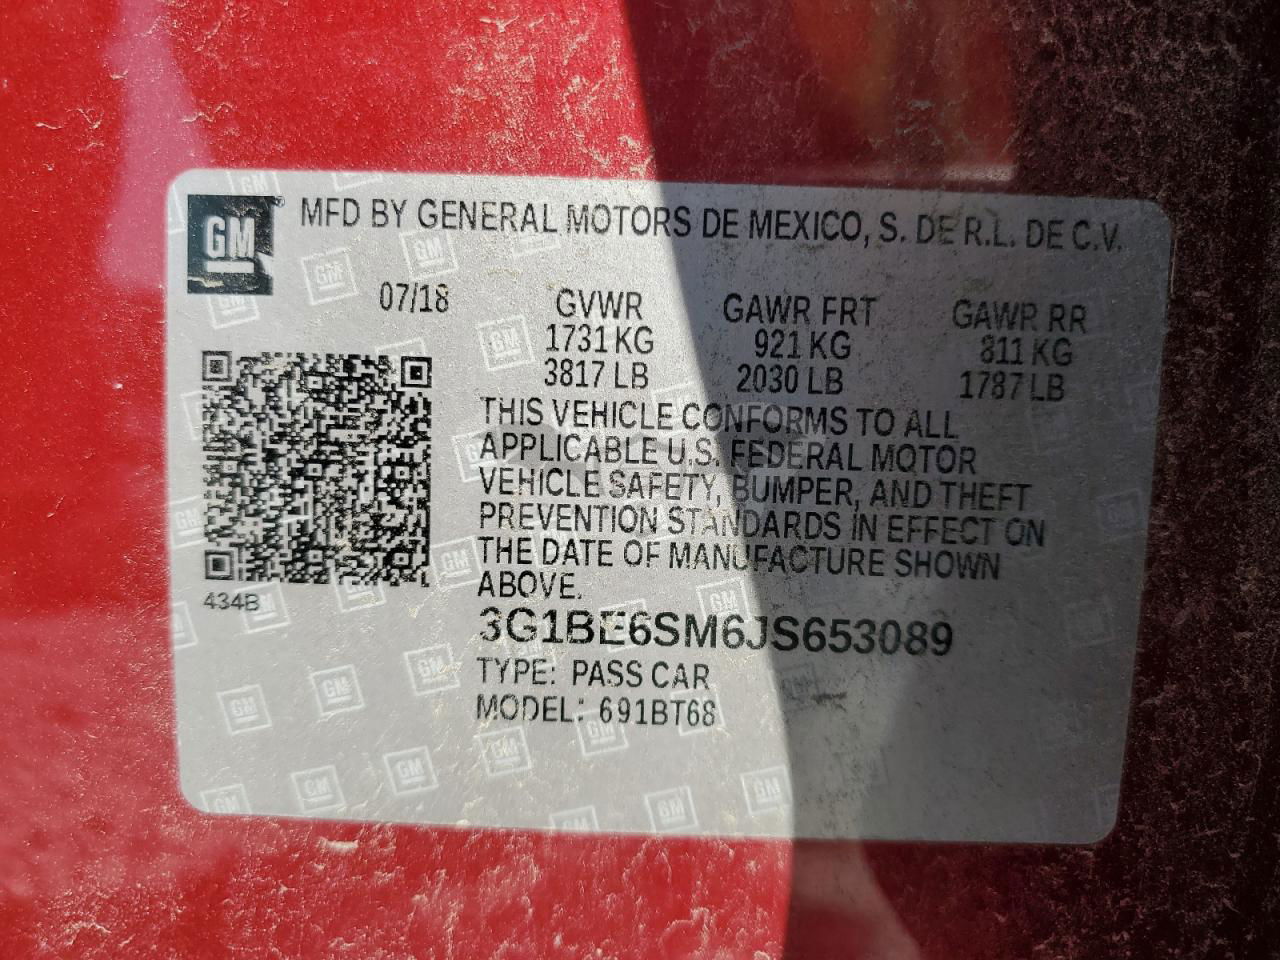 GM MFD BY GENERAL MOTORS DE MEXICO, S. DE R.L. DE C.V.
07/18 GVWR GAWR FRT GAWR RR
1731 KG 921 KG 811 KG
3817 LB 2030 LB 1787 LB
THIS VEHICLE CONFORMS TO ALL
APPLICABLE U.S. FEDERAL MOTOR
VEHICLE SAFETY, BUMPER, AND THEFT
PREVENTION STANDARDS IN EFFECT ON
THE DATE OF MANUFACTURE SHOWN
ABOVE.
434B
3G1BE6SM6JS653089
TYPE: PASS CAR
MODEL: 691BT68